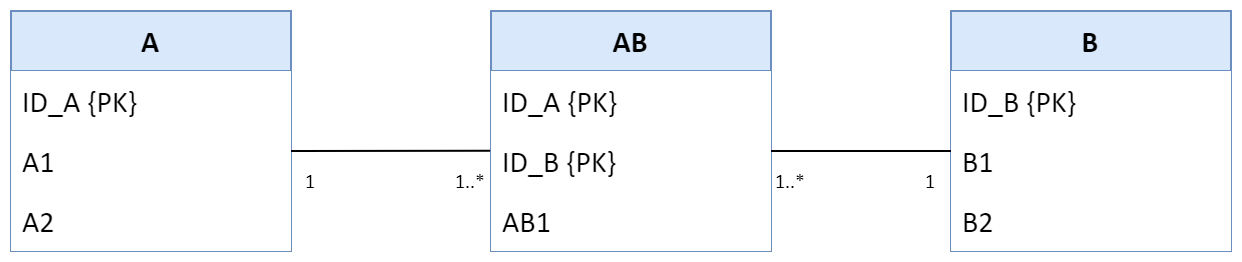 A
ID_A {PK}
A1
A2
1
1..*
AB
ID_A {PK}
ID_B {PK}
AB1
1..*
1
B
ID_B {PK}
B1
B2